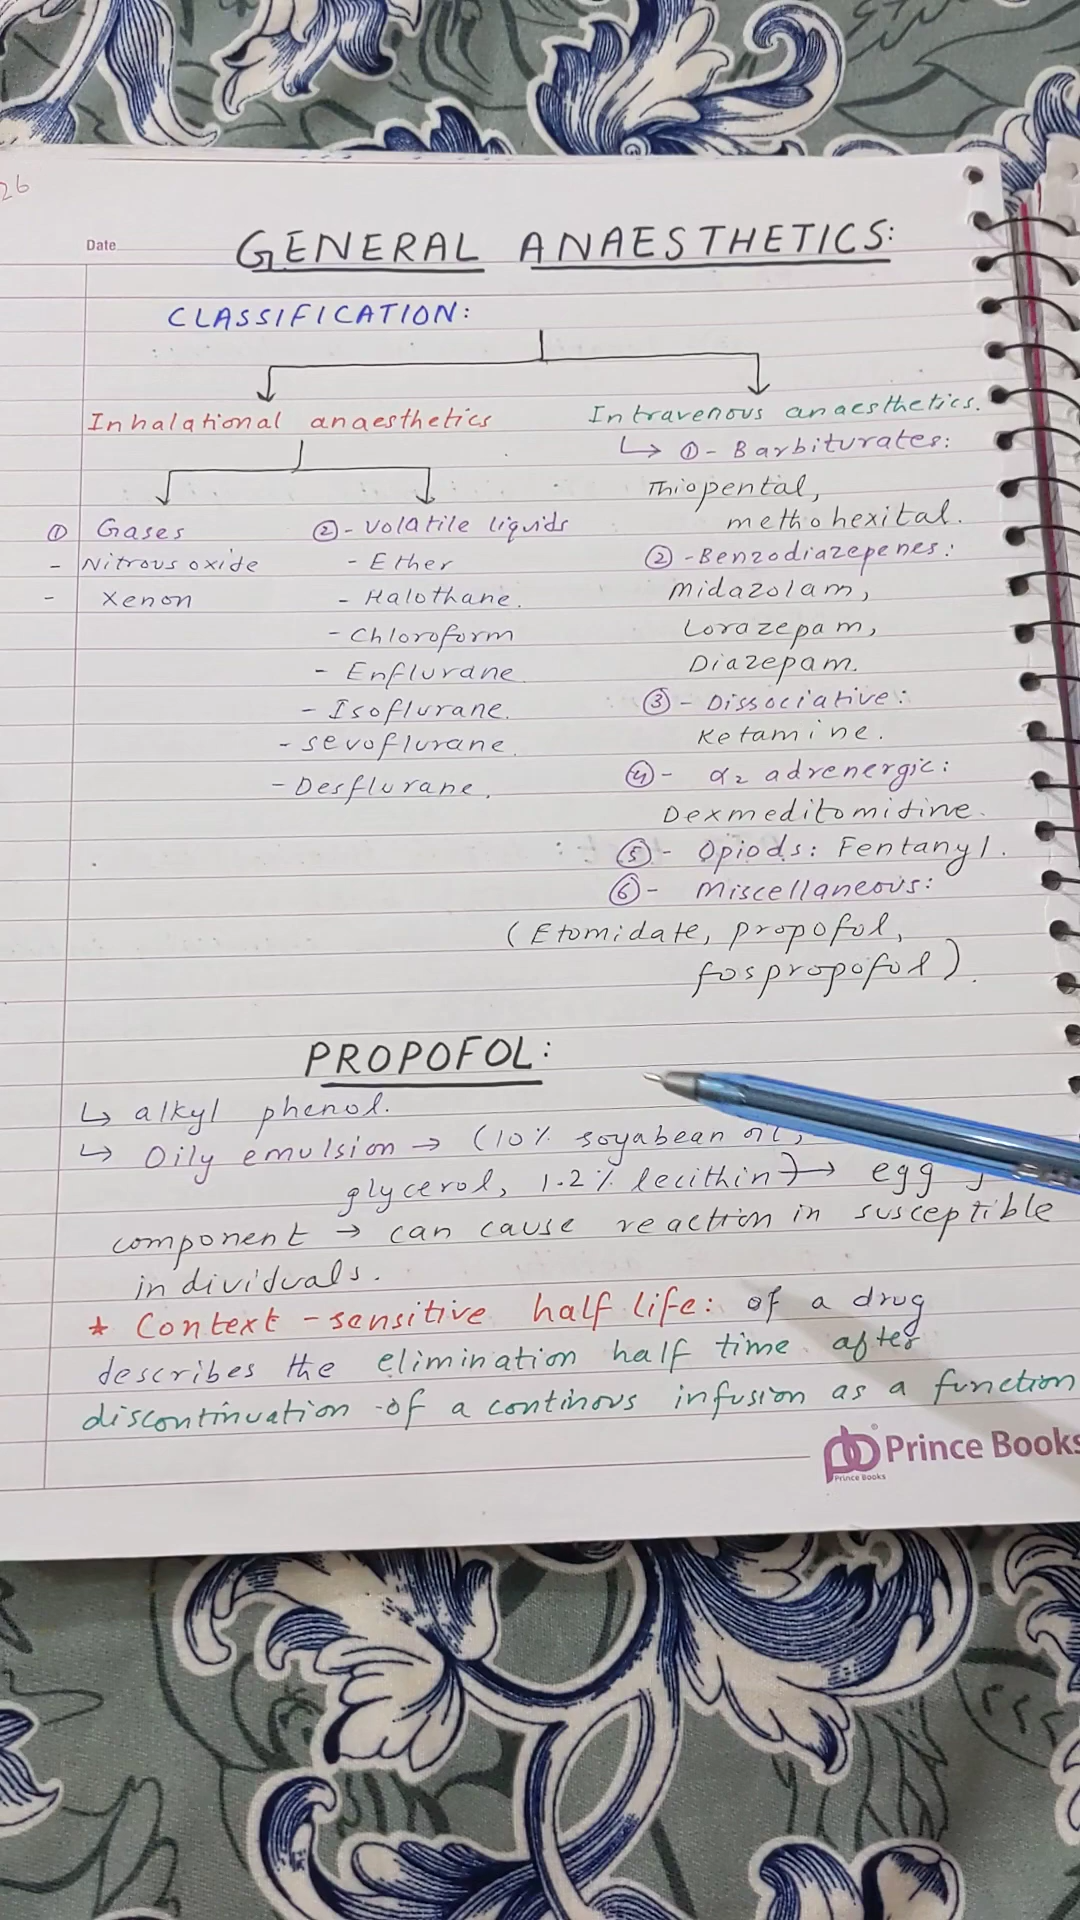 26
Date
GENERAL ANAESTHETICS:
CLASSIFICATION:
Inhalational anaesthetics
① Gases
- Nitrous oxide
- Xenon
② - volatile liquids
- Ether
- Halothane.
- Chloroform
- Enflurane
- Isoflurane.
- sevoflurane.
- Desflurane.
Intravenous anaesthetics.
↳ ① - Barbiturates:
Thiopental,
methohexital.
② - Benzodiazepenes:
Midazolam,
Lorazepam,
Diazepam.
③ - Dissociative:
Ketamine.
④ - α2 adrenergic:
Dexmeditomidine.
⑤ - Opiods: Fentanyl.
⑥ - Miscellaneous:
(Etomidate, propofol,
fospropofol).
PROPOFOL:
↳ alkyl phenol.
↳ Oily emulsion → (10% soyabean oil,
glycerol, 1.2% lecithin) → egg
component → can cause reaction in susceptible
individuals.
* Context-sensitive half life: of a drug
describes the elimination half time after
discontinuation of a continous infusion as a function
Prince Books
Prince Books